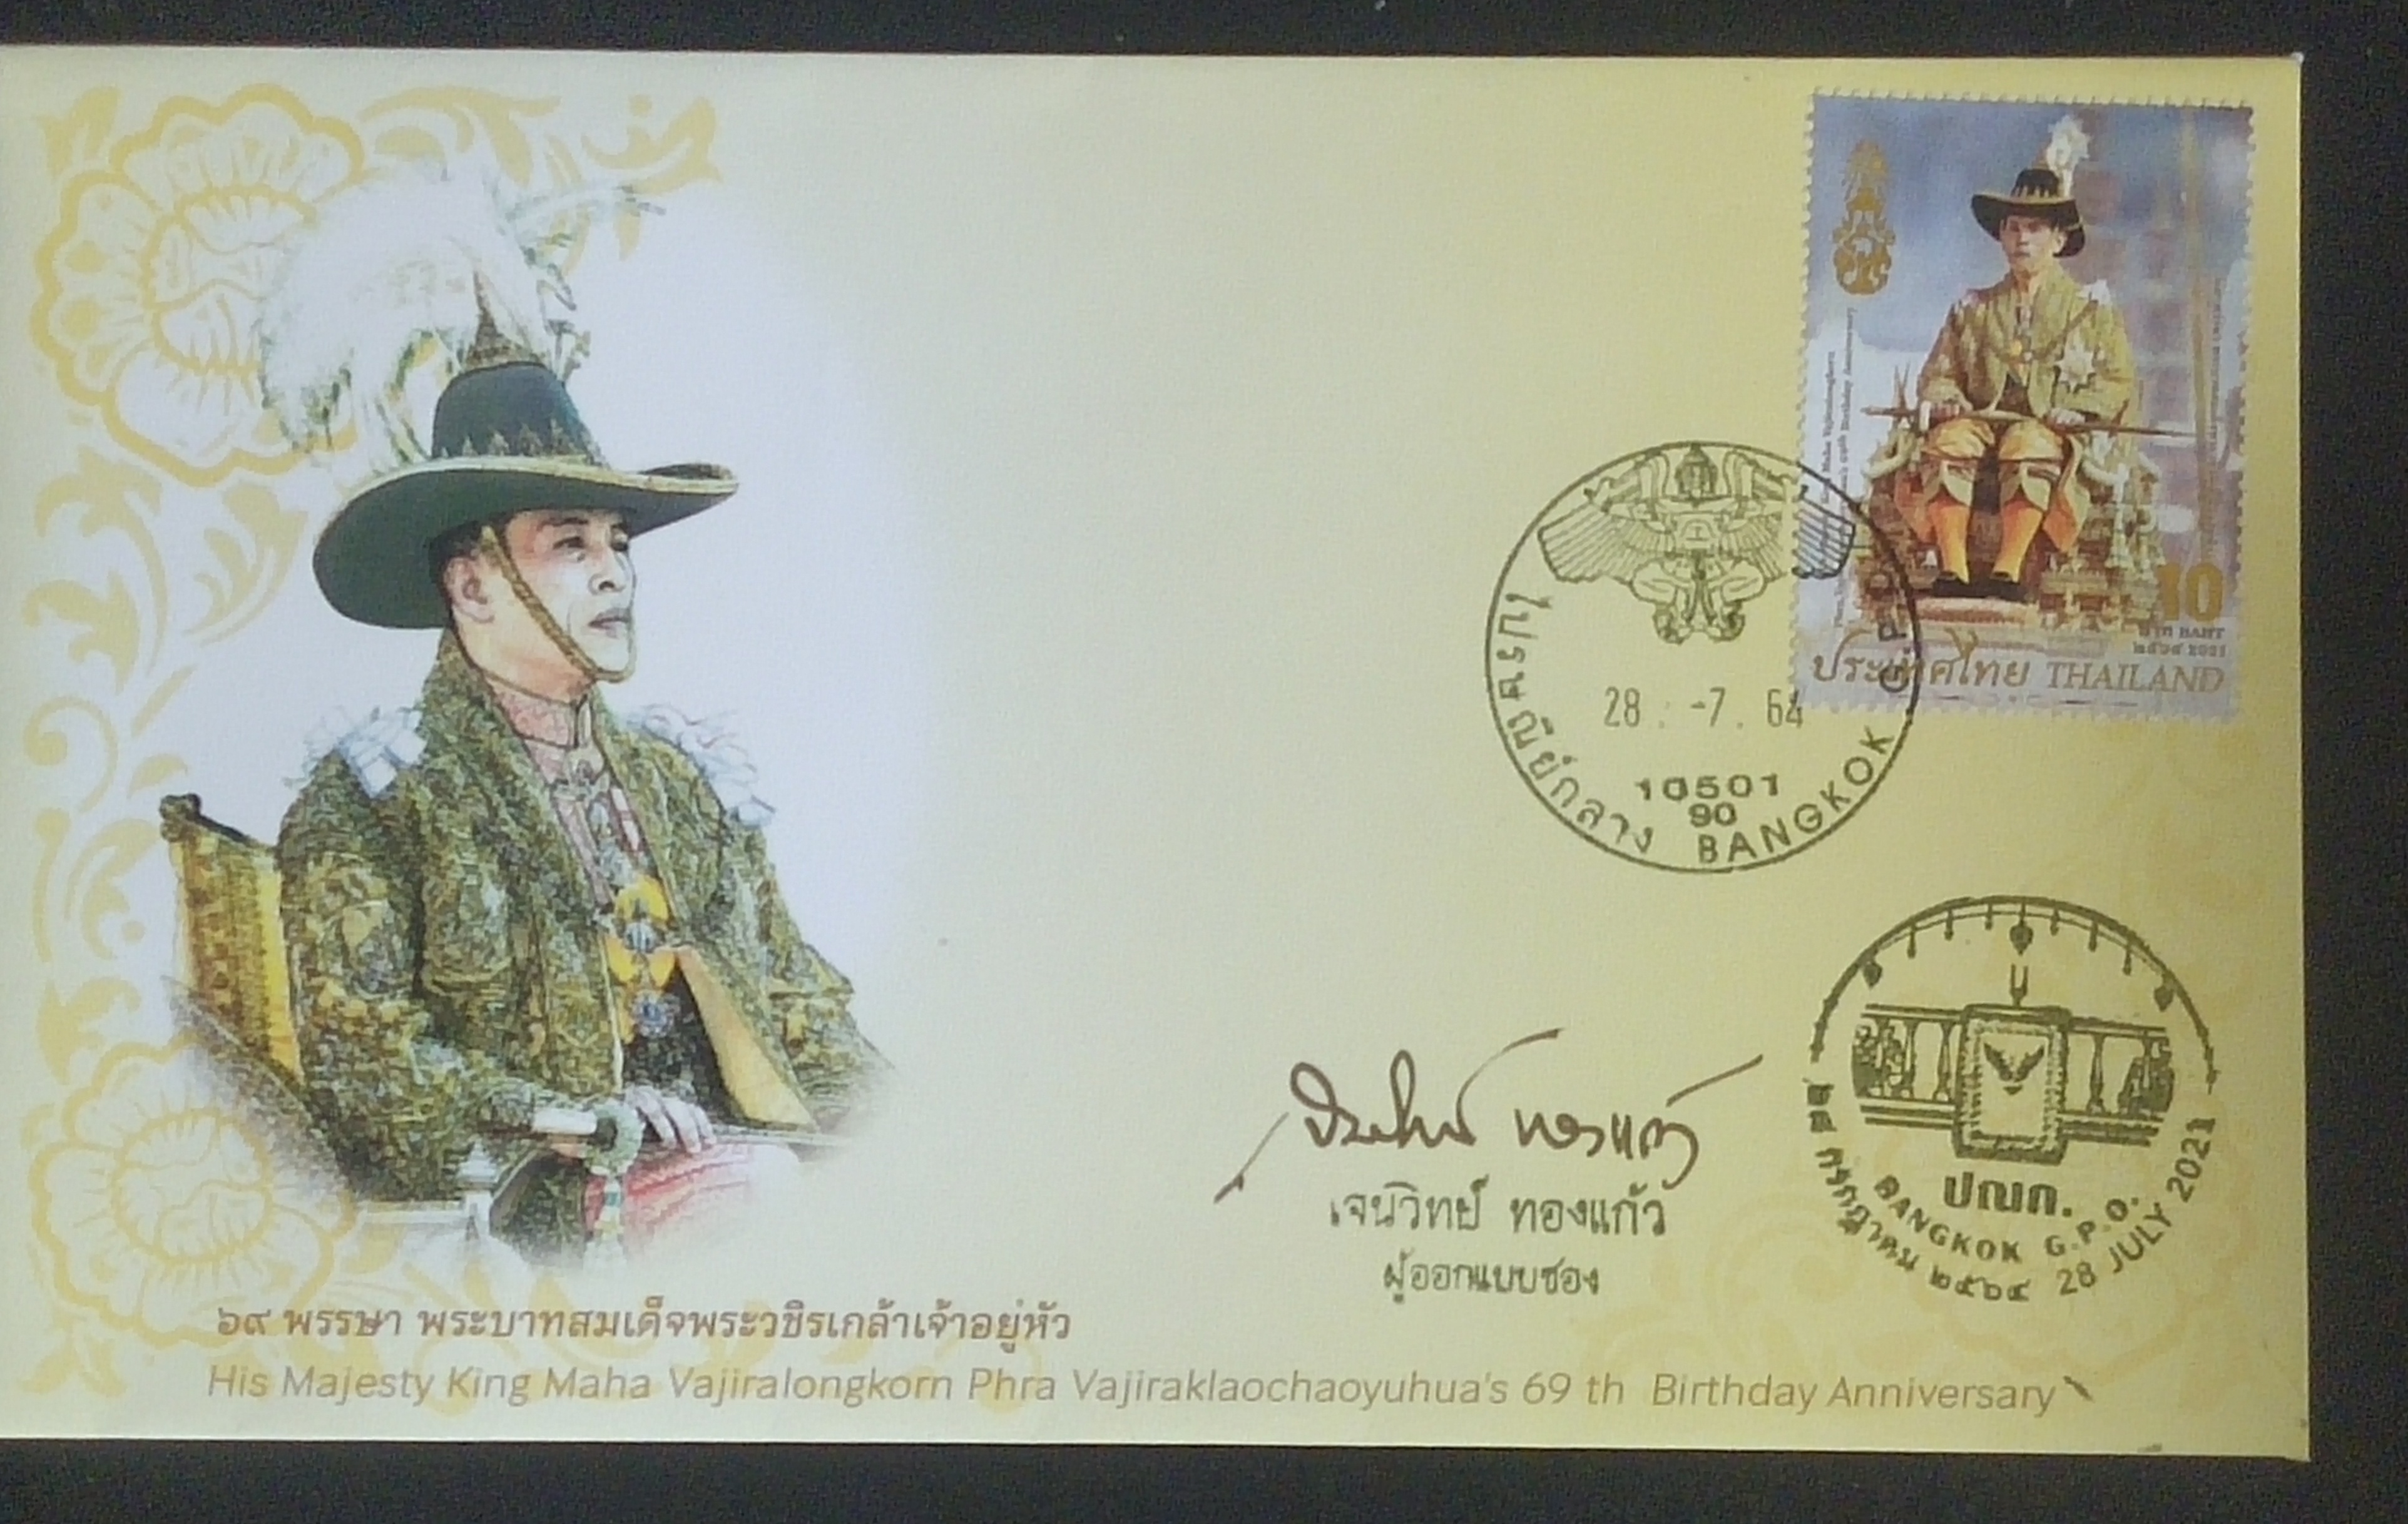 10
บาท BAHT
๒๕๖๔ 2021
ประเทศไทย THAILAND
ไปรษณีย์กลาง BANGKOK G.P.O.
28. -7. 64
10501
90
เจนวิทย์ ทองแก้ว
ผู้ออกแบบซอง
ปณก.
BANGKOK G.P.O.
๒๘ กรกฎาคม ๒๕๖๔ 28 JULY 2021
๖๙ พรรษา พระบาทสมเด็จพระวชิรเกล้าเจ้าอยู่หัว
His Majesty King Maha Vajiralongkorn Phra Vajiraklaochaoyuhua's 69 th Birthday Anniversary